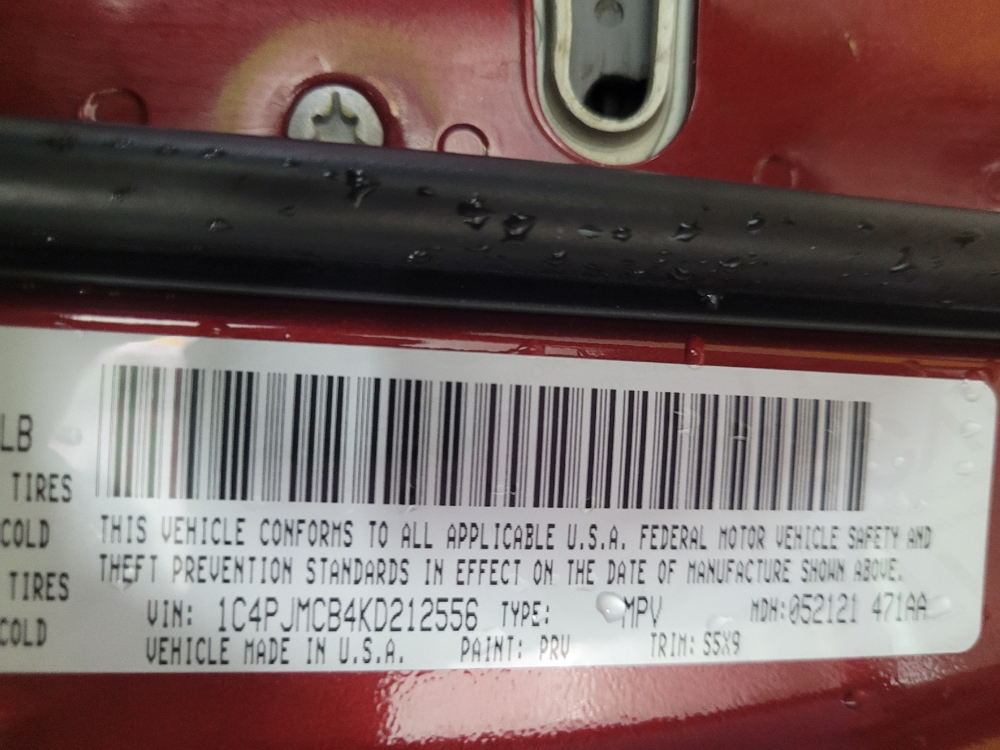 LB
TIRES
COLD
TIRES
COLD
THIS VEHICLE CONFORMS TO ALL APPLICABLE U.S.A. FEDERAL MOTOR VEHICLE SAFETY AND
THEFT PREVENTION STANDARDS IN EFFECT ON THE DATE OF MANUFACTURE SHOWN ABOVE.
VIN: 1C4PJMCB4KD212556 TYPE: MPV MDH:052121 471AA
VEHICLE MADE IN U.S.A. PAINT: PRV TRIM: S5X9